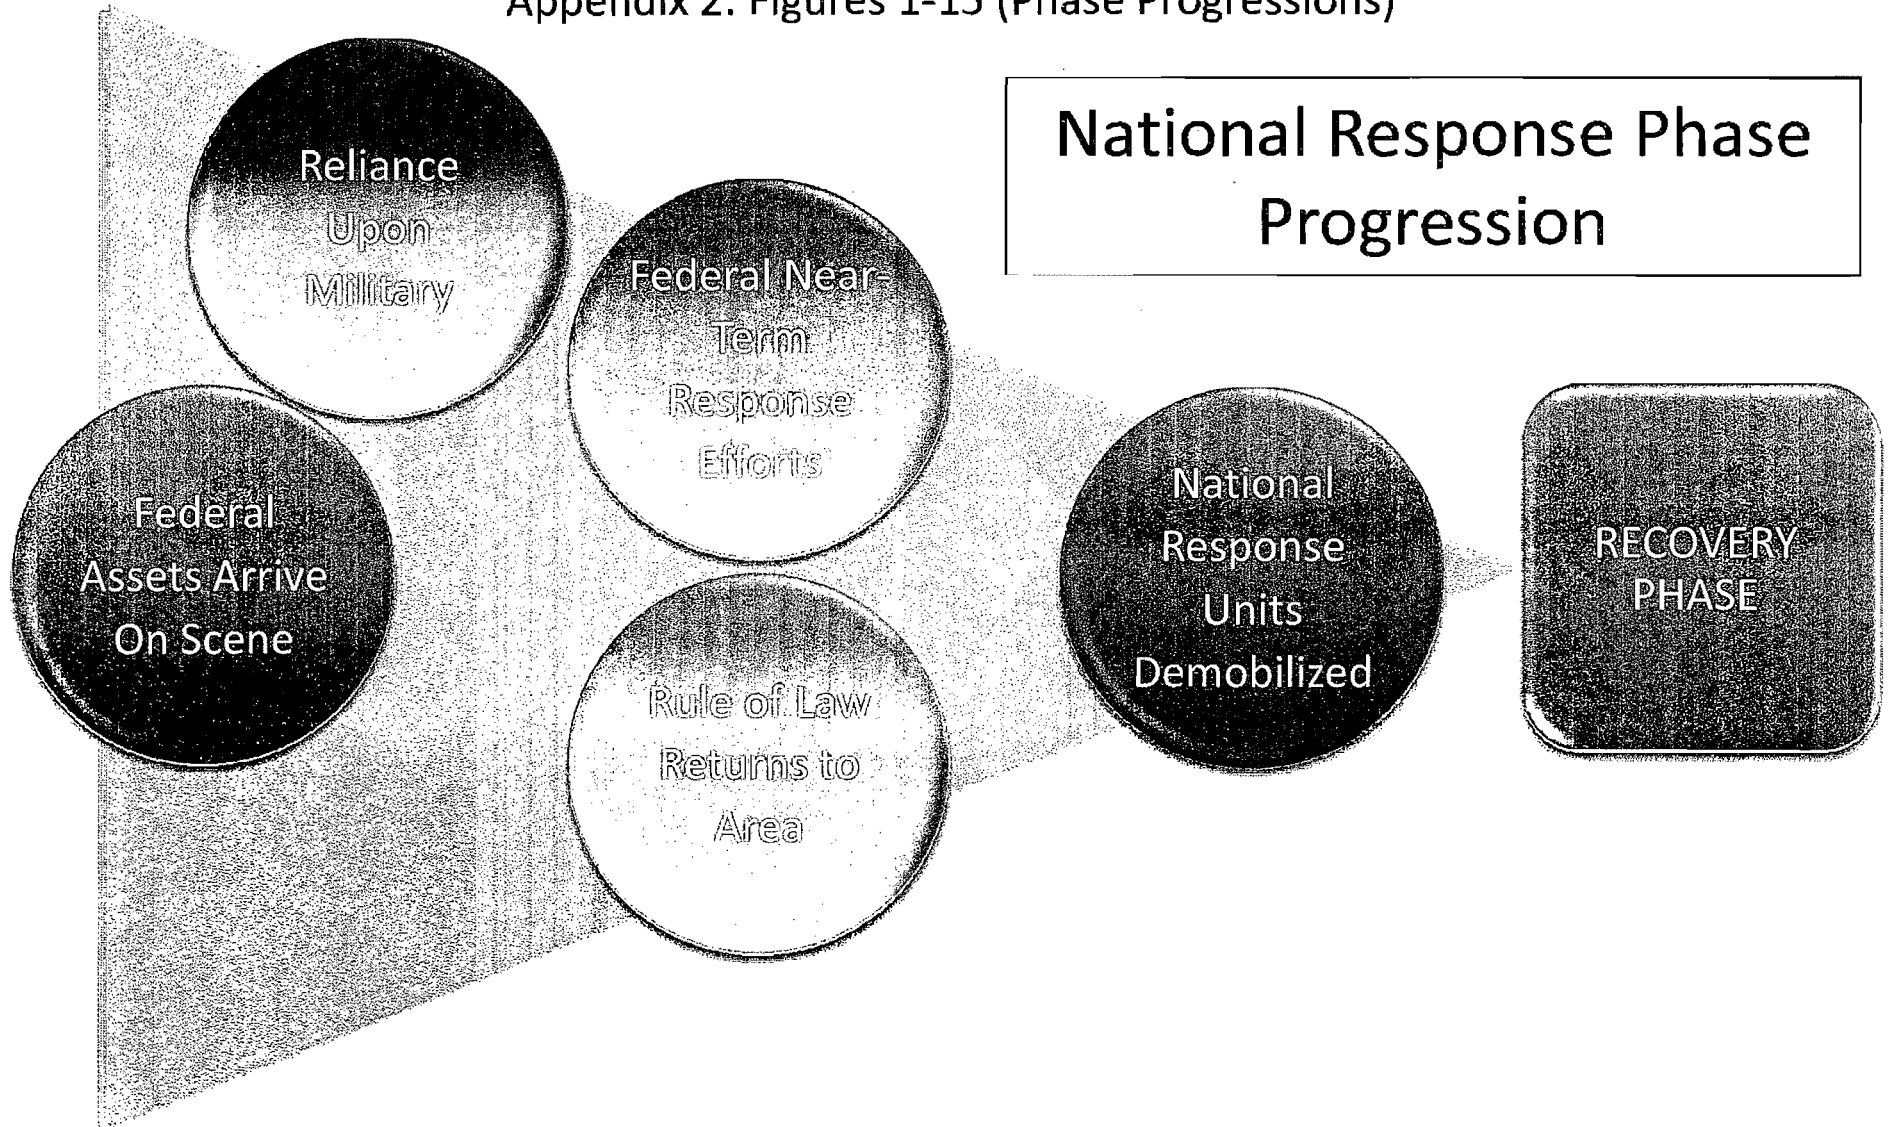 Appendix 2. Figures 1-15 (Phase Progressions)
National Response Phase
Progression
Reliance
Upon
Military
Federal Near-
Term
Response
Efforts
Federal
Assets Arrive
On Scene
Rule of Law
Returns to
Area
National
Response
Units
Demobilized
RECOVERY
PHASE